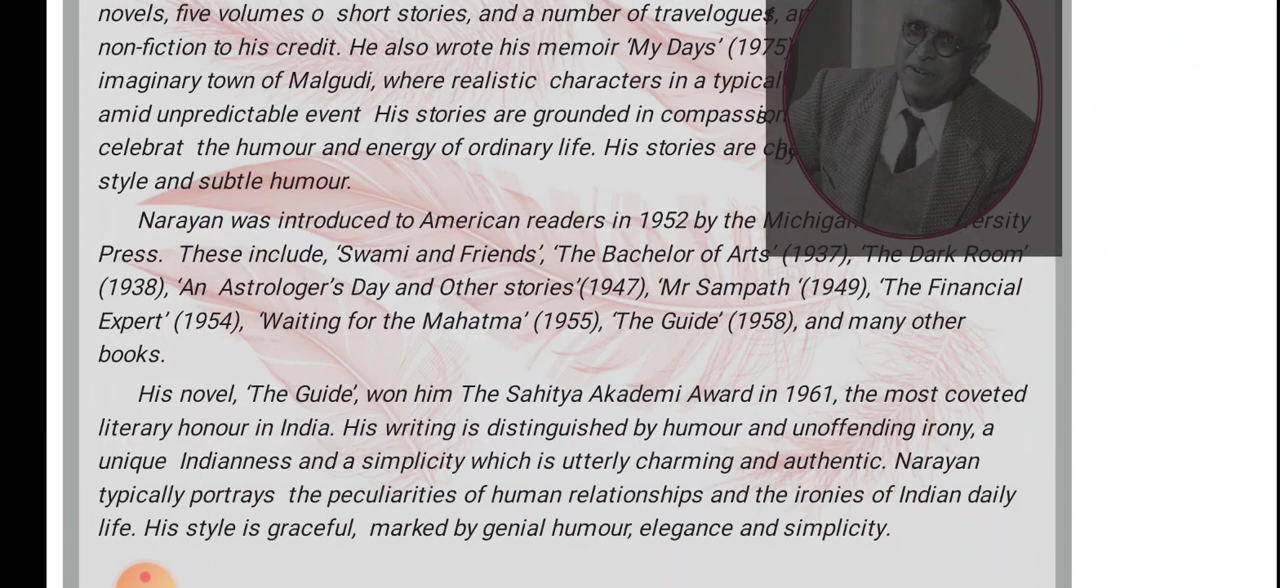 novels, five volumes o short stories, and a number of travelogues,
non-fiction to his credit. He also wrote his memoir ‘My Days’ (1975)
imaginary town of Malgudi, where realistic characters in a typical
amid unpredictable event His stories are grounded in compassion
celebrat the humour and energy of ordinary life. His stories are
style and subtle humour.
Narayan was introduced to American readers in 1952 by the Michigan
Press. These include, ‘Swami and Friends’, ‘The Bachelor of Arts’ (1937), ‘The Dark Room’
(1938), ‘An Astrologer’s Day and Other stories’(1947), ‘Mr Sampath ‘(1949), ‘The Financial
Expert’ (1954), ‘Waiting for the Mahatma’ (1955), ‘The Guide’ (1958), and many other
books.
His novel, ‘The Guide’, won him The Sahitya Akademi Award in 1961, the most coveted
literary honour in India. His writing is distinguished by humour and unoffending irony, a
unique Indianness and a simplicity which is utterly charming and authentic. Narayan
typically portrays the peculiarities of human relationships and the ironies of Indian daily
life. His style is graceful, marked by genial humour, elegance and simplicity.